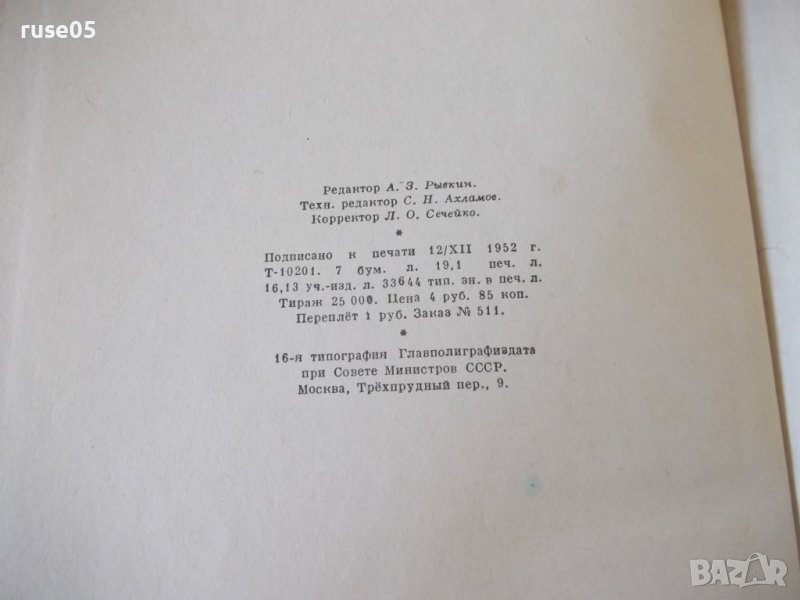 ruse05
Редактор А. З. Рывкин.
Техн. редактор С. И. Ахламов.
Корректор Л. О. Сечейко.
*
Подписано к печати 12/XII 1952 г.
Т-10201. 7 бум. л. 19,1 печ. л.
16,13 уч.-изд. л. 33644 тип. зн. в печ. л.
Тираж 25 000. Цена 4 руб. 85 коп.
Переплёт 1 руб. Заказ № 511.
*
16-я типография Главполиграфиздата
при Совете Министров СССР.
Москва, Трёхпрудный пер., 9.
BAZAR